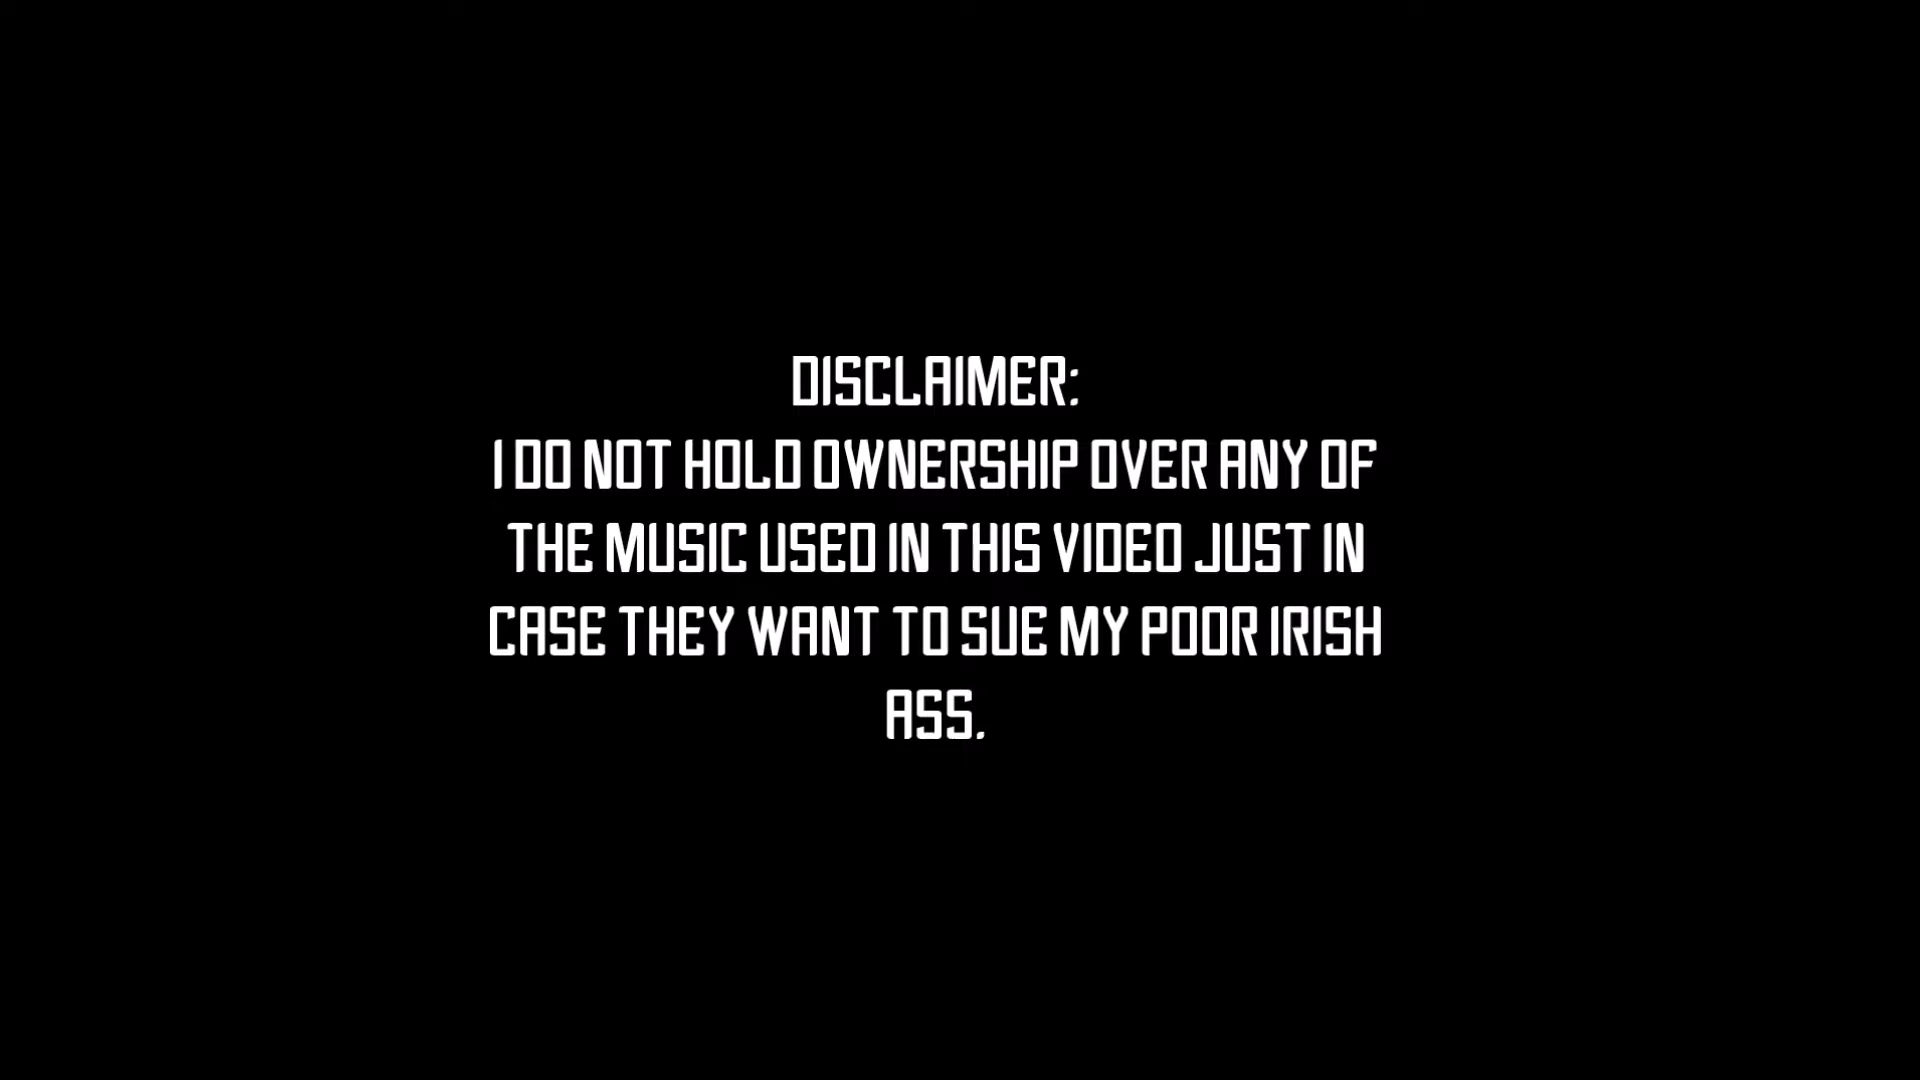 DISCLAIMER:
I DO NOT HOLD OWNERSHIP OVER ANY OF
THE MUSIC USED IN THIS VIDEO JUST IN
CASE THEY WANT TO SUE MY POOR IRISH
ASS.